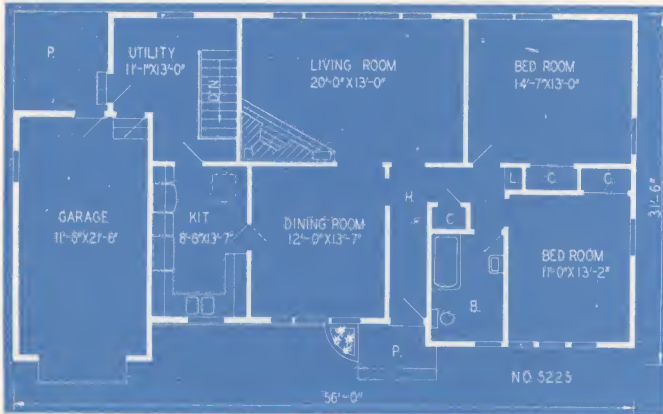 P.
UTILITY
11'-1"X13'-0"
DN.
LIVING ROOM
20'-0"X13'-0"
BED ROOM
14'-7"X13'-0"
L.
C.
C.
H.
C.
GARAGE
11'-8"X21'-8"
KIT
8'-8"X13'-7"
DINING ROOM
12'-0"X13'-7"
BED ROOM
11'-0"X13'-2"
B.
P.
31'-6"
NO. 5225
56'-0"